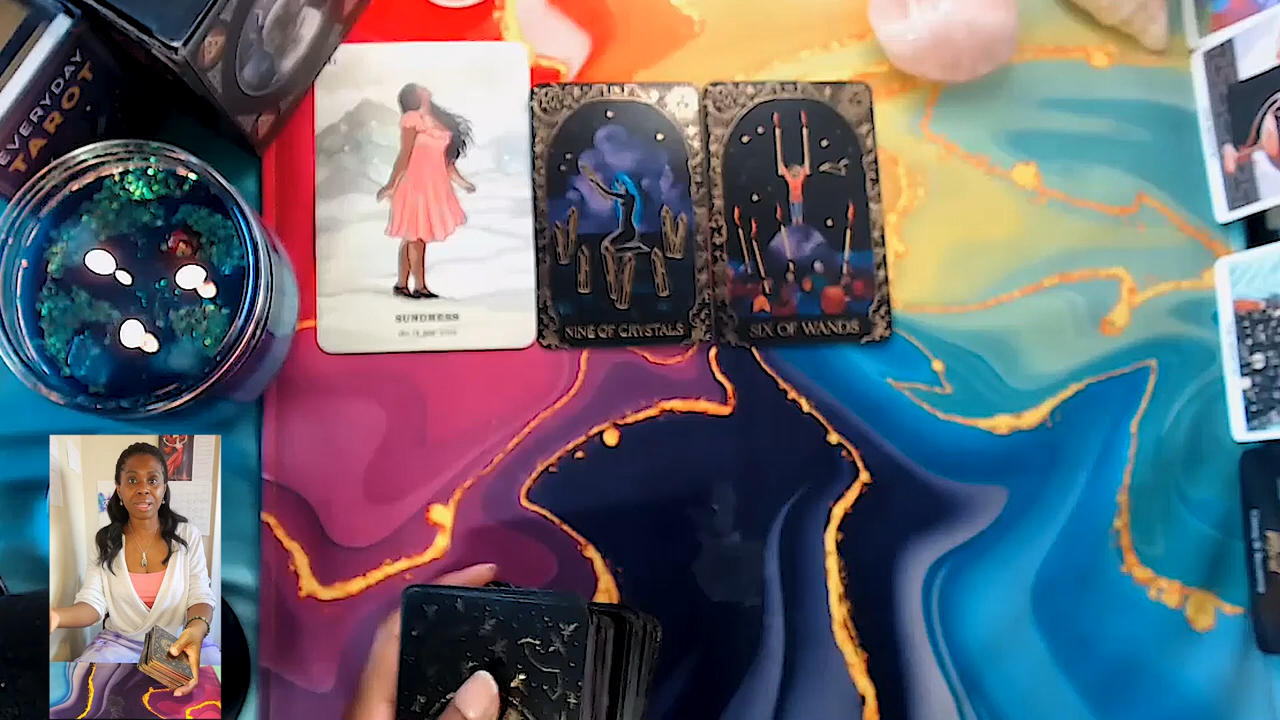 EVERYDAY
TAROT
SUNDRESS
NINE OF CRYSTALS
SIX OF WANDS